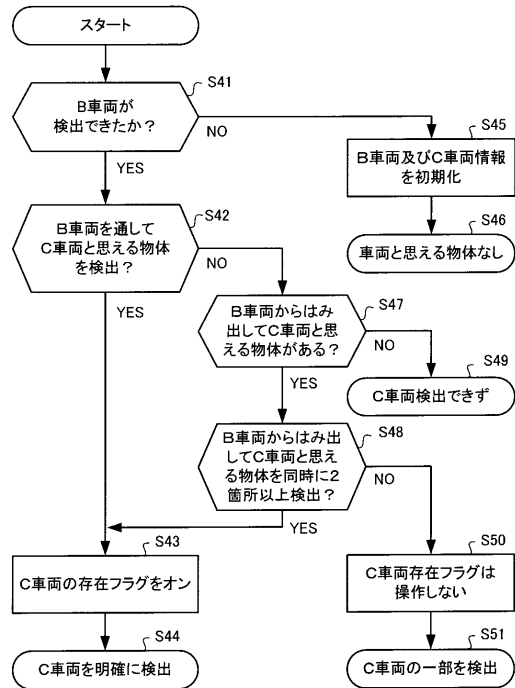 スタート
S41
B車両が
検出できたか？
NO
YES
S45
B車両及びC車両情報
を初期化
S46
車両と思える物体なし
S42
B車両を通して
C車両と思える物体
を検出？
NO
YES
S47
B車両からはみ
出してC車両と思
える物体がある？
NO
YES
S49
C車両検出できず
S48
B車両からはみ出
してC車両と思え
る物体を同時に2
箇所以上検出？
NO
YES
S43
C車両の存在フラグをオン
S50
C車両存在フラグは
操作しない
S44
C車両を明確に検出
S51
C車両の一部を検出